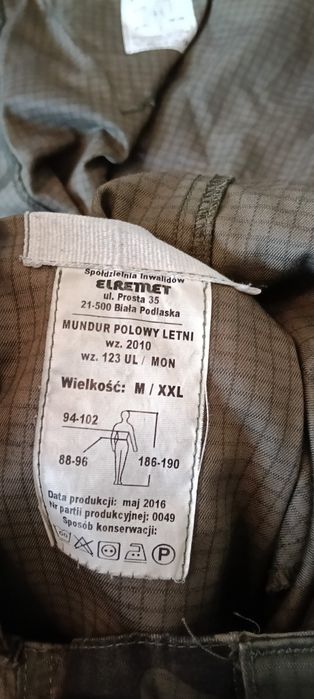 Spółdzielnia Inwalidów
ELREMET
ul. Prosta 35
21-500 Biała Podlaska
MUNDUR POLOWY LETNI
wz. 2010
wz. 123 UL / MON
Wielkość: M / XXL
94-102
88-96
186-190
Data produkcji: maj 2016
Nr partii produkcyjnej: 0049
Sposób konserwacji:
60
P